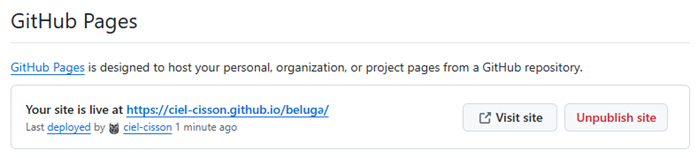 GitHub Pages
GitHub Pages is designed to host your personal, organization, or project pages from a GitHub repository.
Your site is live at https://ciel-cisson.github.io/beluga/
Last deployed by ciel-cisson 1 minute ago
Visit site
Unpublish site